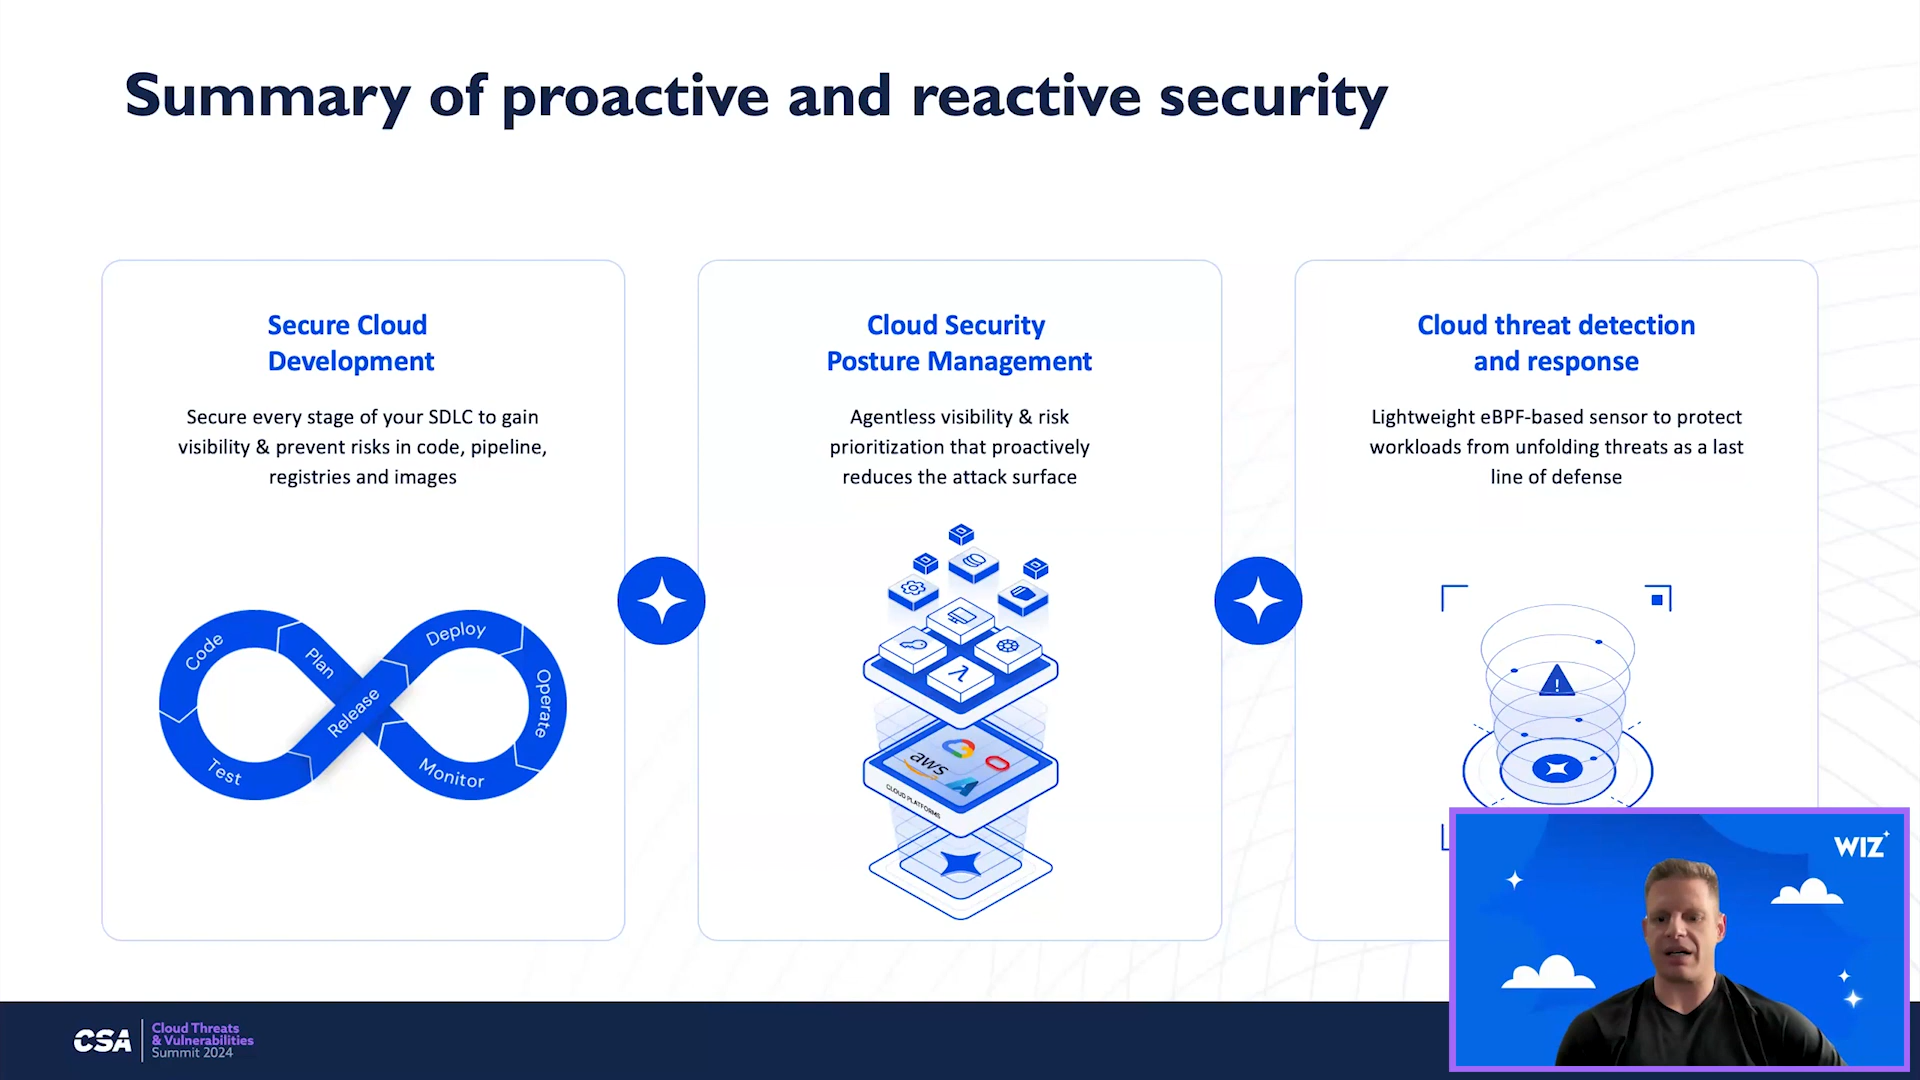 Summary of proactive and reactive security
Secure Cloud
Development
Secure every stage of your SDLC to gain
visibility & prevent risks in code, pipeline,
registries and images
Code
Plan
Deploy
Operate
Release
Test
Monitor
Cloud Security
Posture Management
Agentless visibility & risk
prioritization that proactively
reduces the attack surface
λ
aws
CLOUD PLATFORMS
Cloud threat detection
and response
Lightweight eBPF-based sensor to protect
workloads from unfolding threats as a last
line of defense
!
WIZ
CSA
Cloud Threats
& Vulnerabilities
Summit 2024